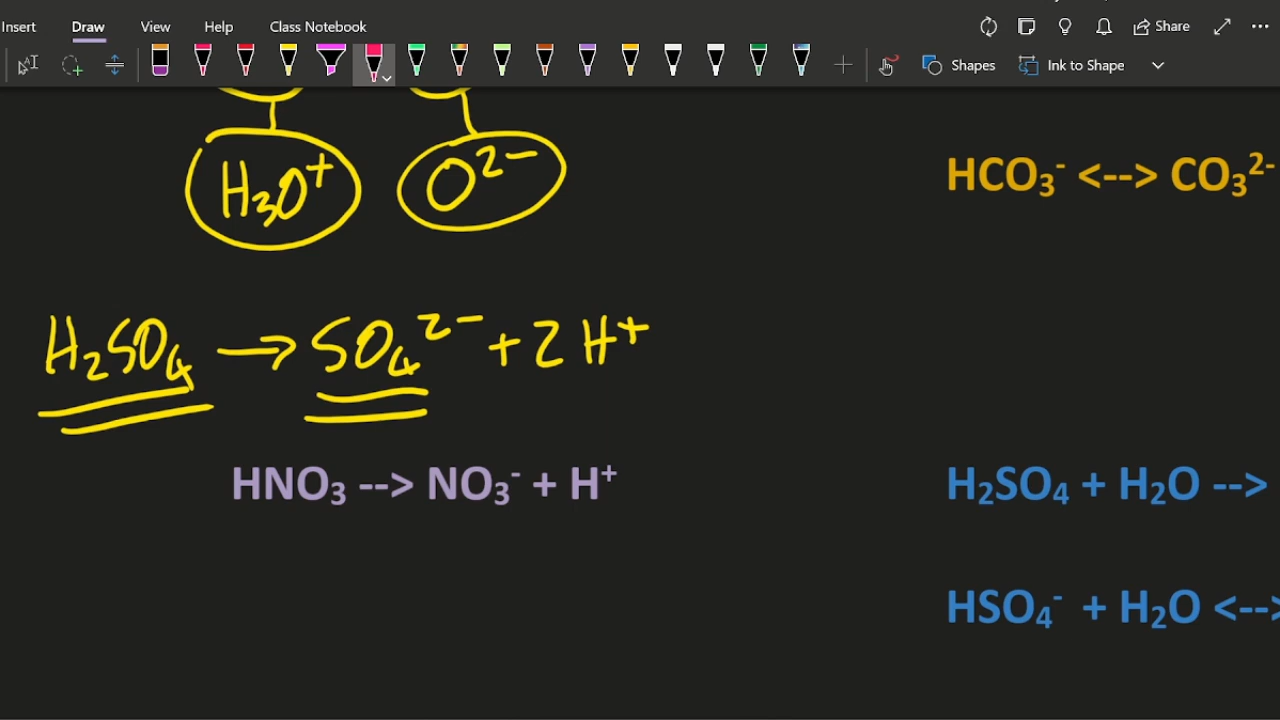 Insert Draw View Help Class Notebook Share
Shapes Ink to Shape
H₃O⁺ O²⁻
HCO₃⁻ <--> CO₃²⁻
H₂SO₄ → SO₄²⁻ + 2H⁺
HNO₃ --> NO₃⁻ + H⁺
H₂SO₄ + H₂O -->
HSO₄⁻ + H₂O <-->